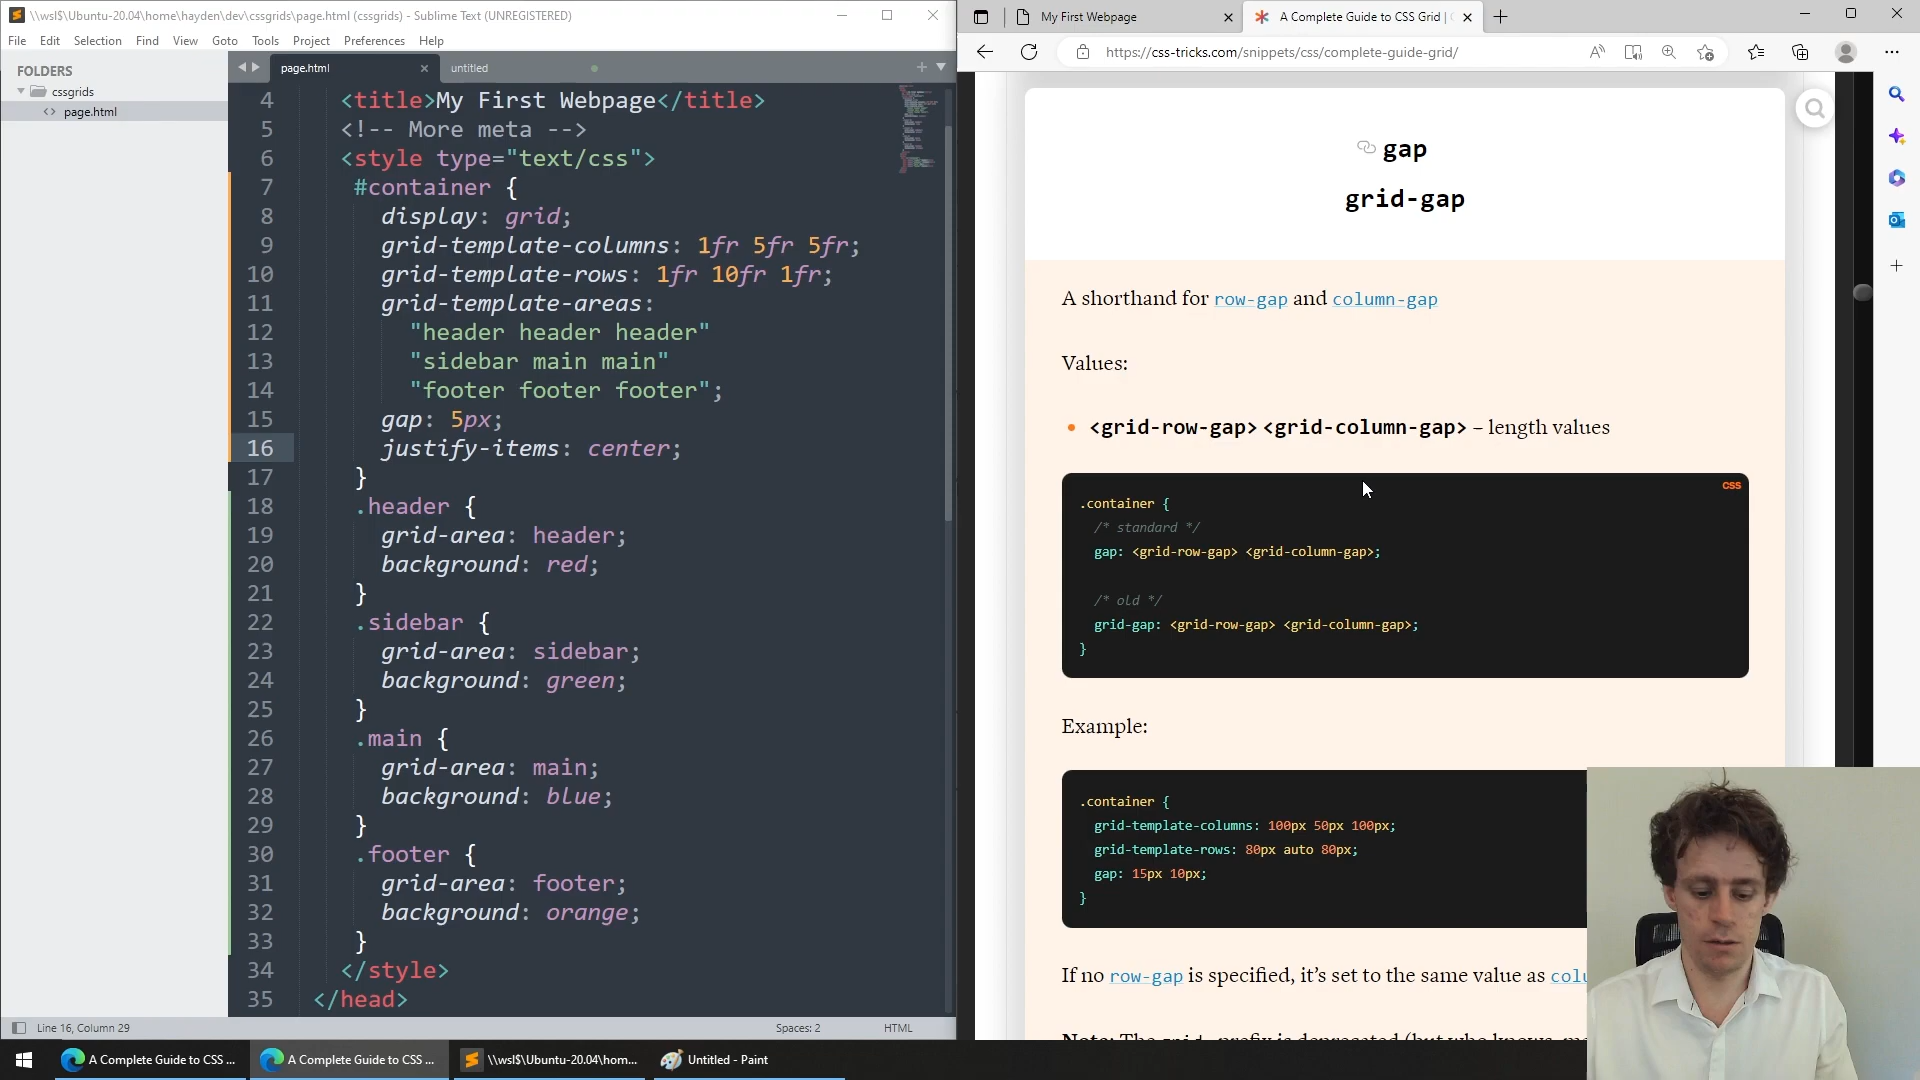 \\wsl$\Ubuntu-20.04\home\hayden\dev\cssgrids\page.html (cssgrids) - Sublime Text (UNREGISTERED)
File Edit Selection Find View Goto Tools Project Preferences Help
FOLDERS
cssgrids
page.html
page.html
untitled
4 <title>My First Webpage</title>
5 <!-- More meta -->
6 <style type="text/css">
7 #container {
8 display: grid;
9 grid-template-columns: 1fr 5fr 5fr;
10 grid-template-rows: 1fr 10fr 1fr;
11 grid-template-areas:
12 "header header header"
13 "sidebar main main"
14 "footer footer footer";
15 gap: 5px;
16 justify-items: center;
17 }
18 .header {
19 grid-area: header;
20 background: red;
21 }
22 .sidebar {
23 grid-area: sidebar;
24 background: green;
25 }
26 .main {
27 grid-area: main;
28 background: blue;
29 }
30 .footer {
31 grid-area: footer;
32 background: orange;
33 }
34 </style>
35 </head>
Line 16, Column 29
Spaces: 2
HTML
My First Webpage
A Complete Guide to CSS Grid |
https://css-tricks.com/snippets/css/complete-guide-grid/
gap
grid-gap
A shorthand for row-gap and column-gap
Values:
<grid-row-gap> <grid-column-gap> – length values
CSS
.container {
/* standard */
gap: <grid-row-gap> <grid-column-gap>;
/* old */
grid-gap: <grid-row-gap> <grid-column-gap>;
}
Example:
.container {
grid-template-columns: 100px 50px 100px;
grid-template-rows: 80px auto 80px;
gap: 15px 10px;
}
If no row-gap is specified, it’s set to the same value as
A Complete Guide to CSS ...
A Complete Guide to CSS ...
\\wsl$\Ubuntu-20.04\hom...
Untitled - Paint